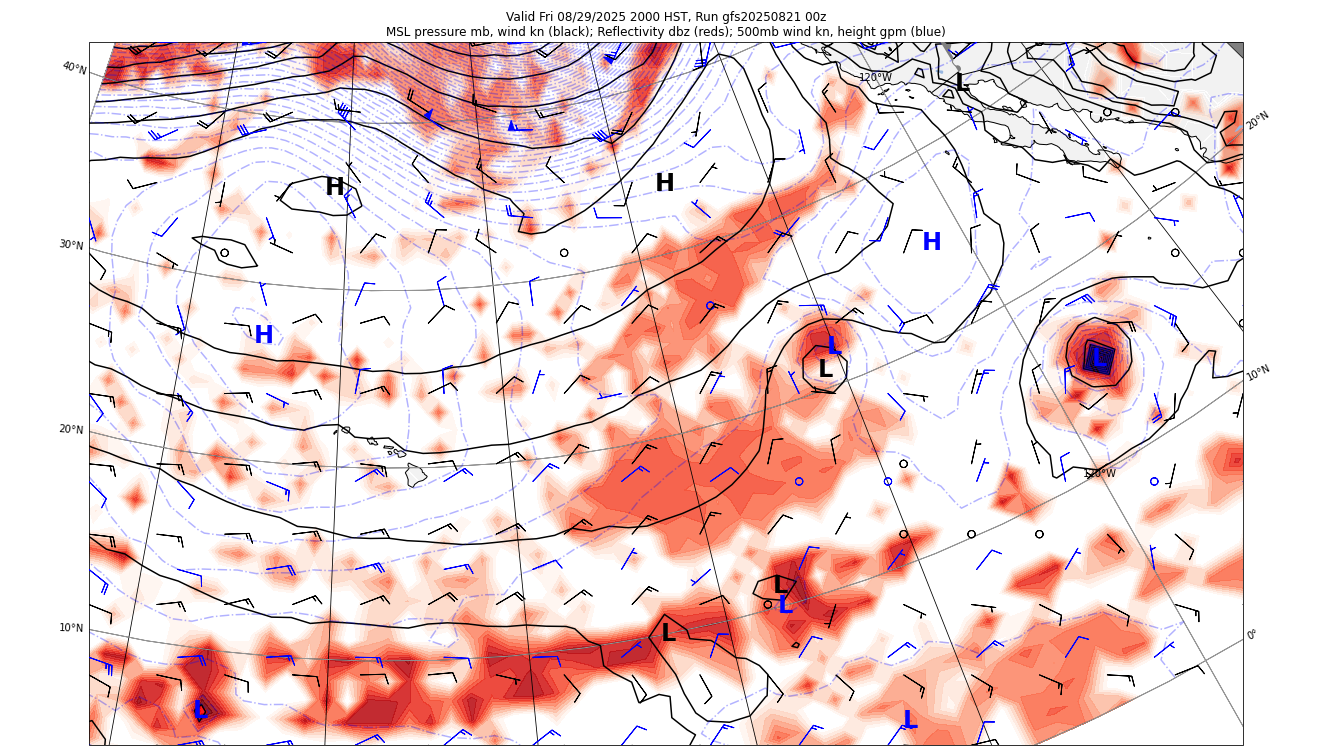 Valid Fri 08/29/2025 2000 HST, Run gfs20250821 00z
MSL pressure mb, wind kn (black); Reflectivity dbz (reds); 500mb wind kn, height gpm (blue)
40°N
120°W
L
20°N
H
H
30°N
H
H
L
L
L
10°N
20°N
120°W
L
L
10°N
L
0°
L
L